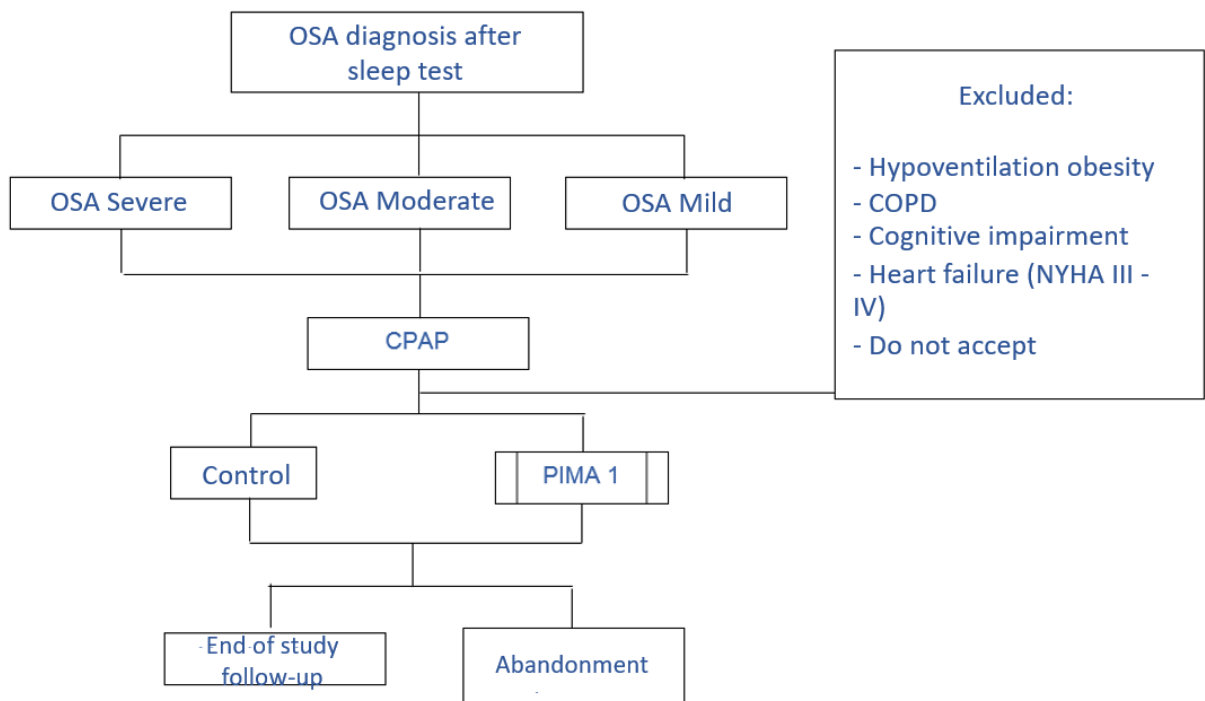 OSA diagnosis after
sleep test
Excluded:
- Hypoventilation obesity
- COPD
- Cognitive impairment
- Heart failure (NYHA III -
IV)
- Do not accept
OSA Severe
OSA Moderate
OSA Mild
CPAP
Control
PIMA 1
End of study
follow-up
Abandonment